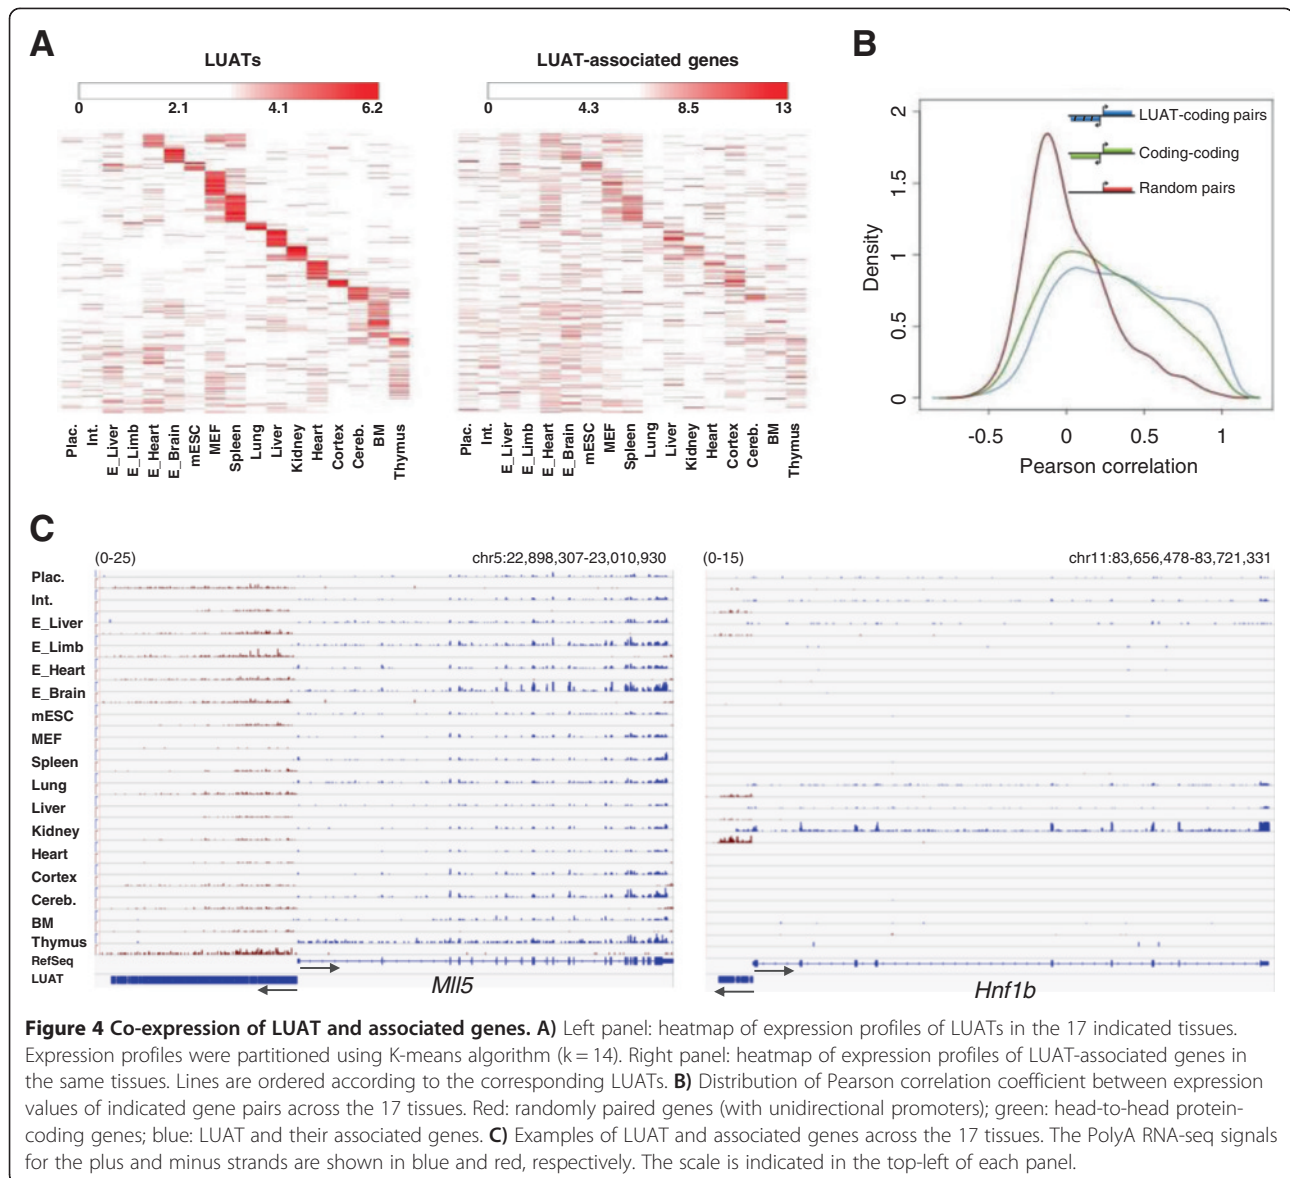 A
LUATs
0 2.1 4.1 6.2
LUAT-associated genes
0 4.3 8.5 13
Plac. Int. E_Liver E_Limb E_Heart E_Brain mESC MEF Spleen Lung Liver Kidney Heart Cortex Cereb. BM Thymus
Plac. Int. E_Liver E_Limb E_Heart E_Brain mESC MEF Spleen Lung Liver Kidney Heart Cortex Cereb. BM Thymus
B
LUAT-coding pairs
Coding-coding
Random pairs
Density
2
1.5
1
0.5
0
-0.5 0 0.5 1
Pearson correlation
C
(0-25) chr5:22,898,307-23,010,930
(0-15) chr11:83,656,478-83,721,331
Plac.
Int.
E_Liver
E_Limb
E_Heart
E_Brain
mESC
MEF
Spleen
Lung
Liver
Kidney
Heart
Cortex
Cereb.
BM
Thymus
RefSeq
LUAT
Mll5
Hnf1b
Figure 4 Co-expression of LUAT and associated genes. A) Left panel: heatmap of expression profiles of LUATs in the 17 indicated tissues.
Expression profiles were partitioned using K-means algorithm (k = 14). Right panel: heatmap of expression profiles of LUAT-associated genes in
the same tissues. Lines are ordered according to the corresponding LUATs. B) Distribution of Pearson correlation coefficient between expression
values of indicated gene pairs across the 17 tissues. Red: randomly paired genes (with unidirectional promoters); green: head-to-head protein-
coding genes; blue: LUAT and their associated genes. C) Examples of LUAT and associated genes across the 17 tissues. The PolyA RNA-seq signals
for the plus and minus strands are shown in blue and red, respectively. The scale is indicated in the top-left of each panel.